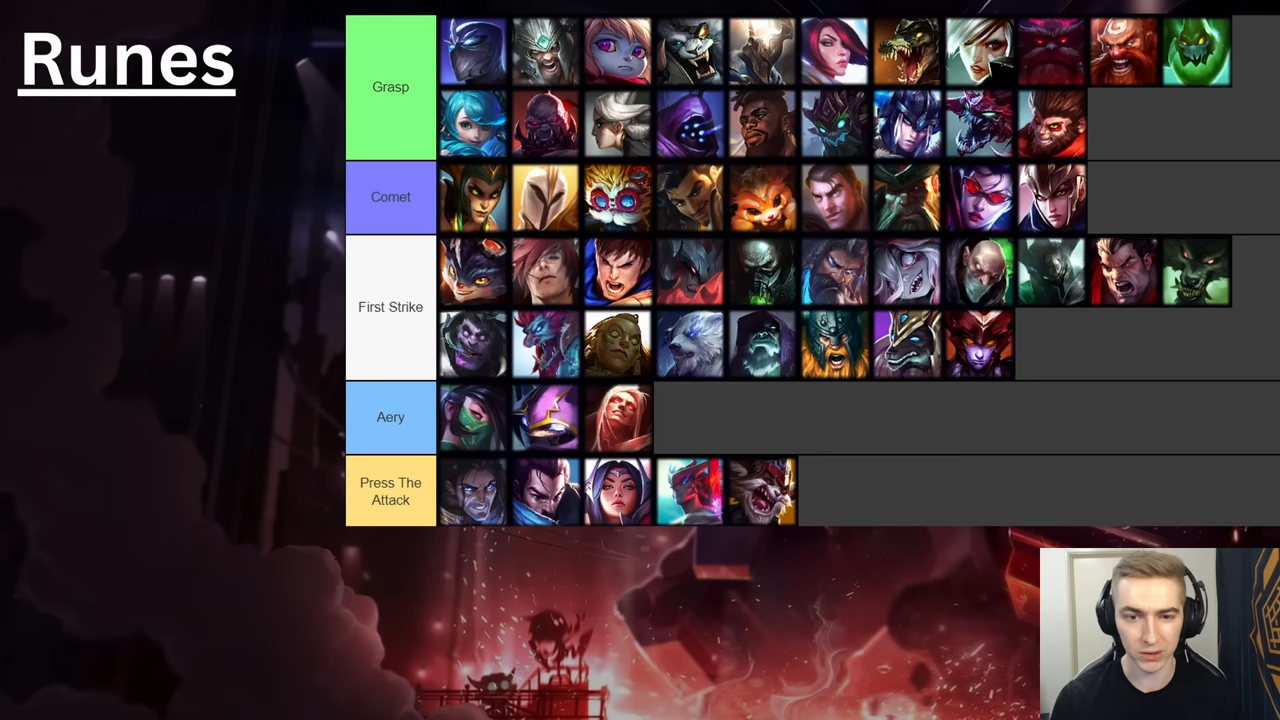 Runes
Grasp
Comet
First Strike
Aery
Press The
Attack